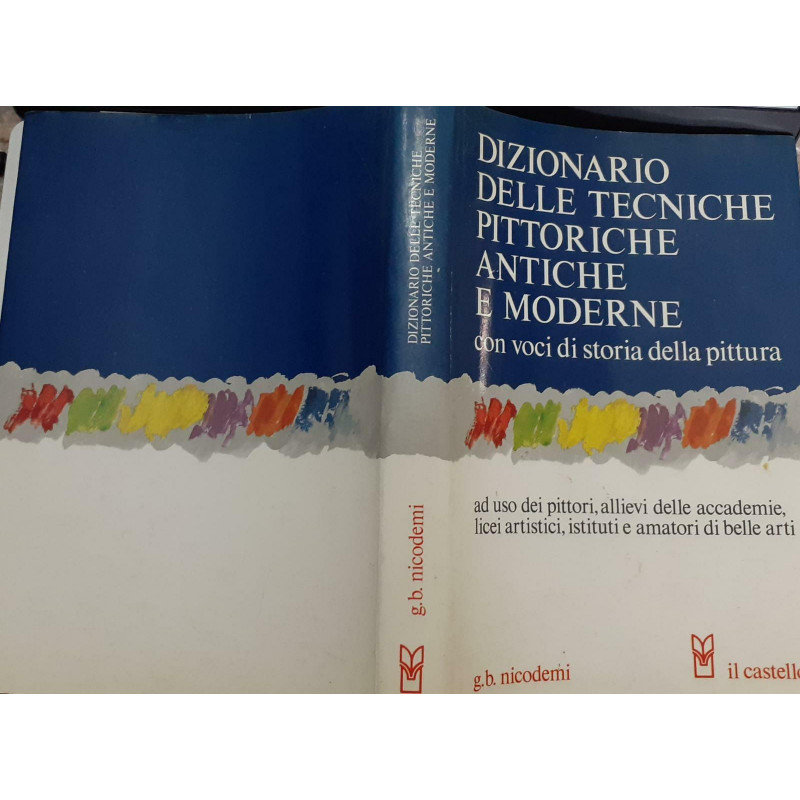 DIZIONARIO DELLE TECNICHE
PITTORICHE ANTICHE E MODERNE
g.b. nicodemi
DIZIONARIO
DELLE TECNICHE
PITTORICHE
ANTICHE
E MODERNE
con voci di storia della pittura
ad uso dei pittori, allievi delle accademie,
licei artistici, istituti e amatori di belle arti
g.b. nicodemi
il castello